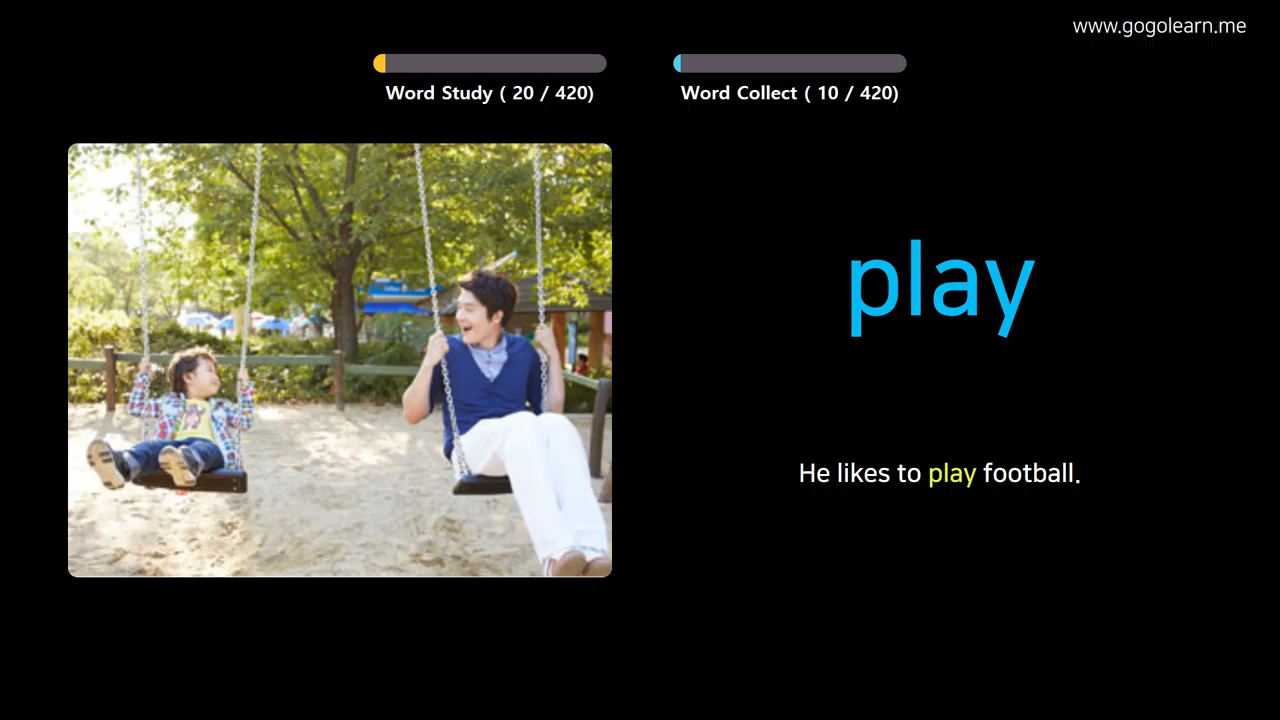 www.gogolearn.me
Word Study ( 20 / 420)
Word Collect ( 10 / 420)
play
He likes to play football.